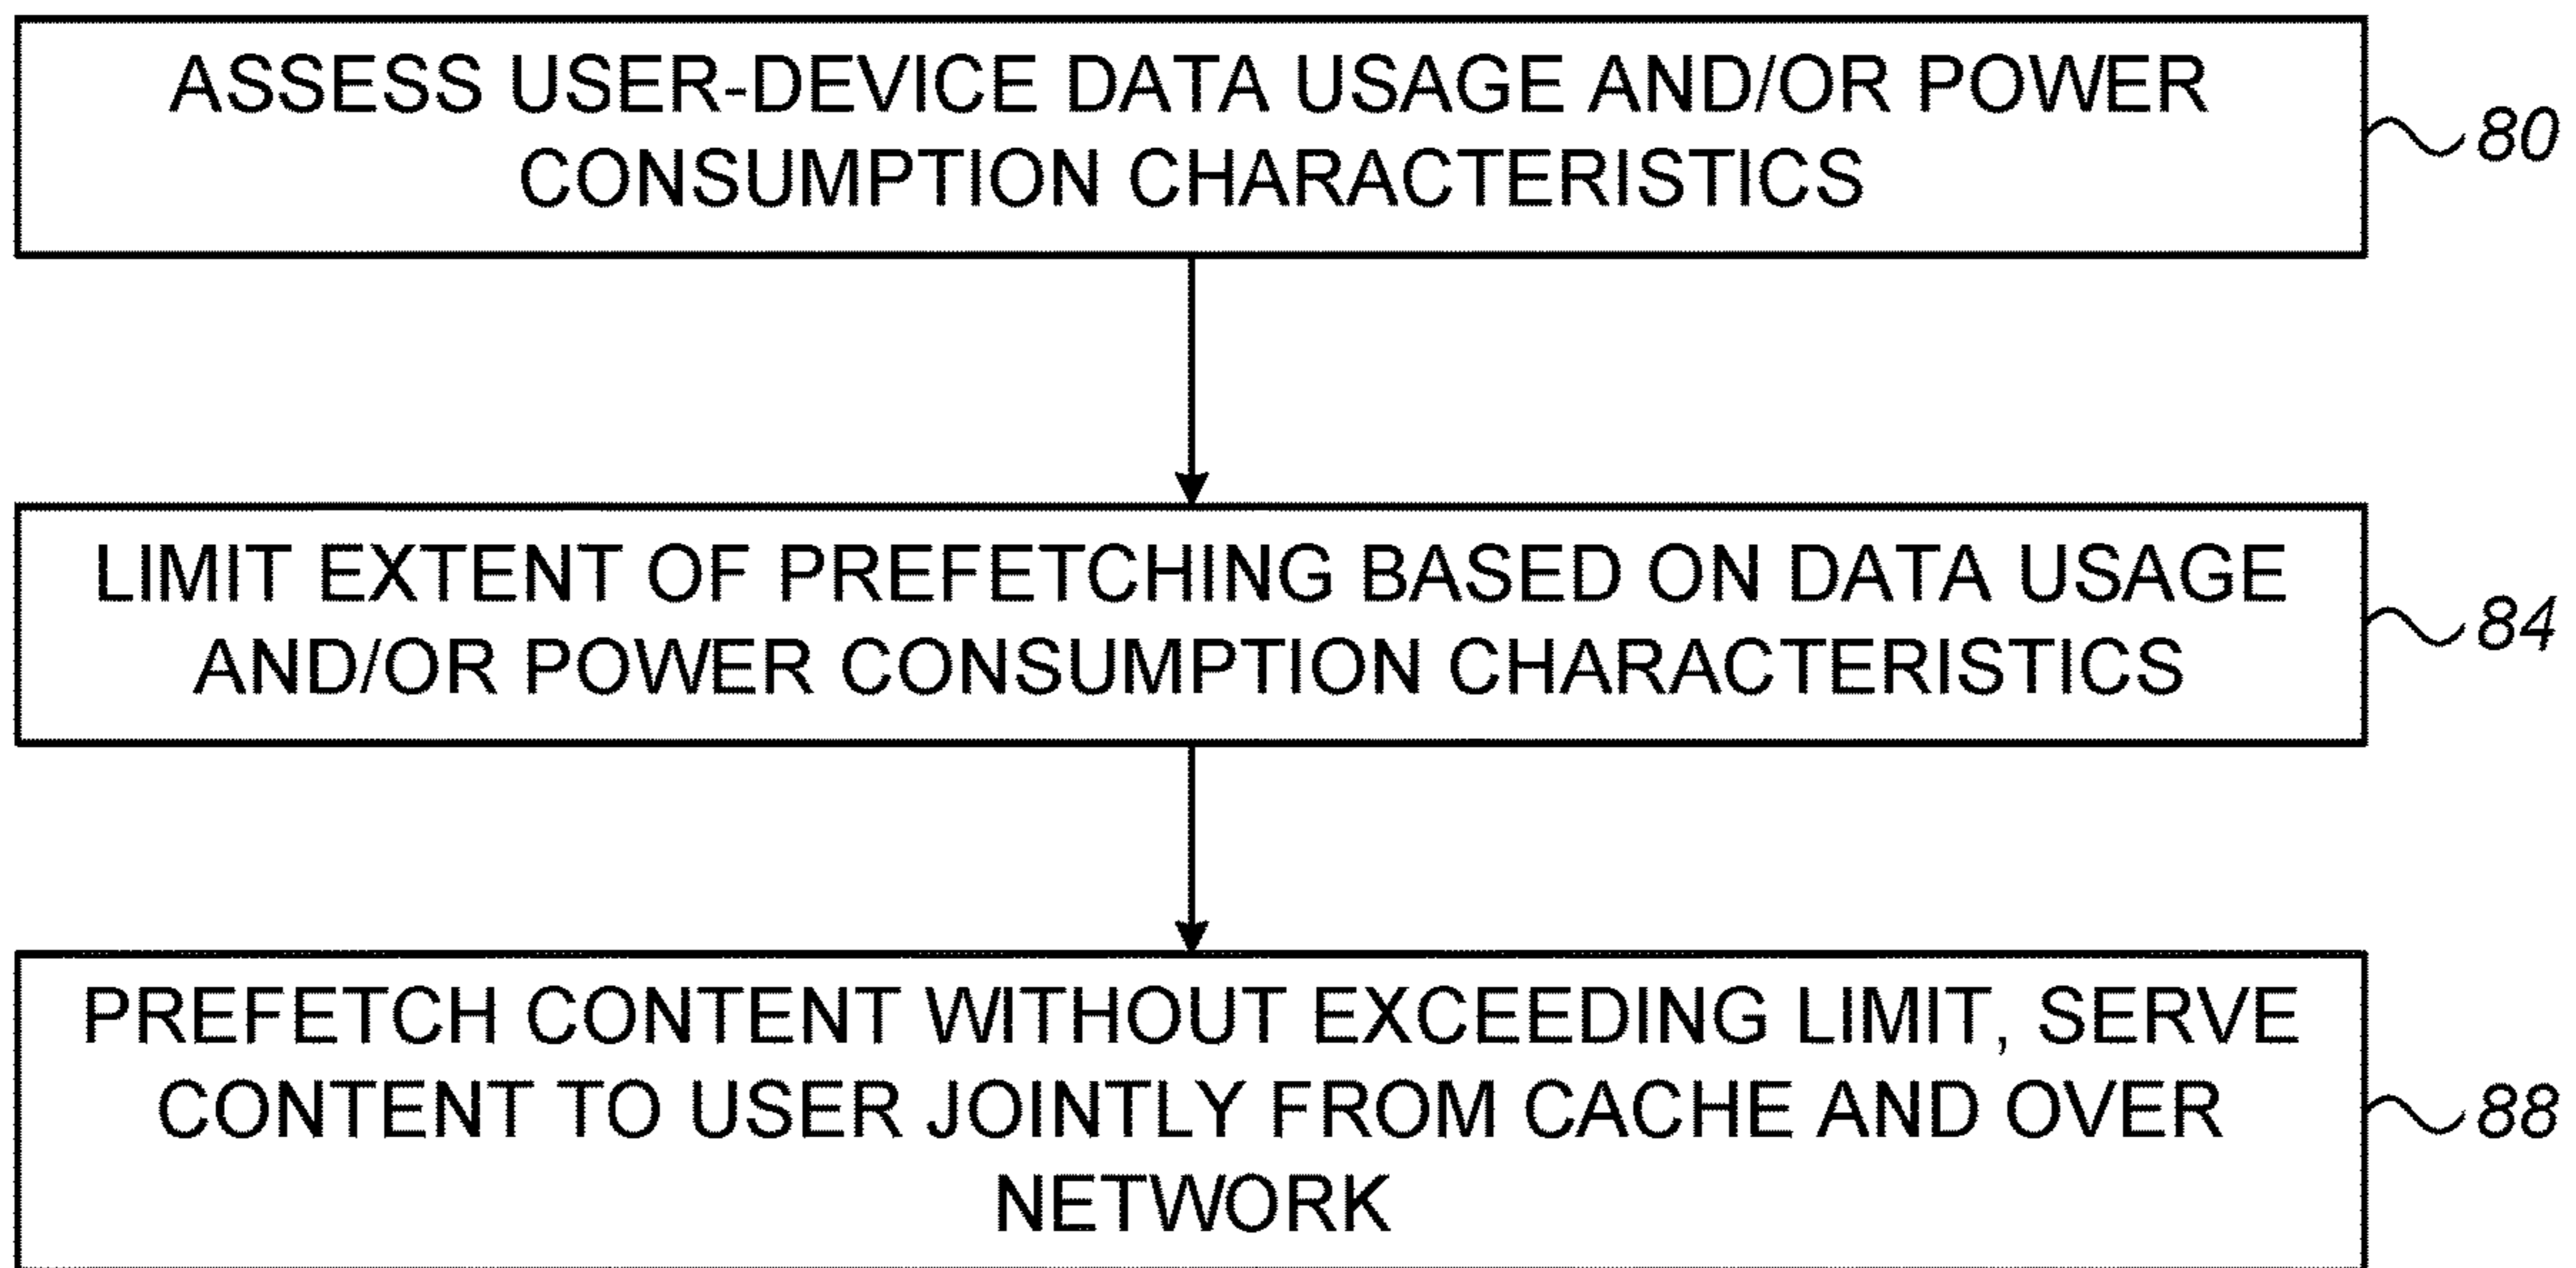 ASSESS USER-DEVICE DATA USAGE AND/OR POWER
CONSUMPTION CHARACTERISTICS
80
LIMIT EXTENT OF PREFETCHING BASED ON DATA USAGE
AND/OR POWER CONSUMPTION CHARACTERISTICS
84
PREFETCH CONTENT WITHOUT EXCEEDING LIMIT, SERVE
CONTENT TO USER JOINTLY FROM CACHE AND OVER
NETWORK
88